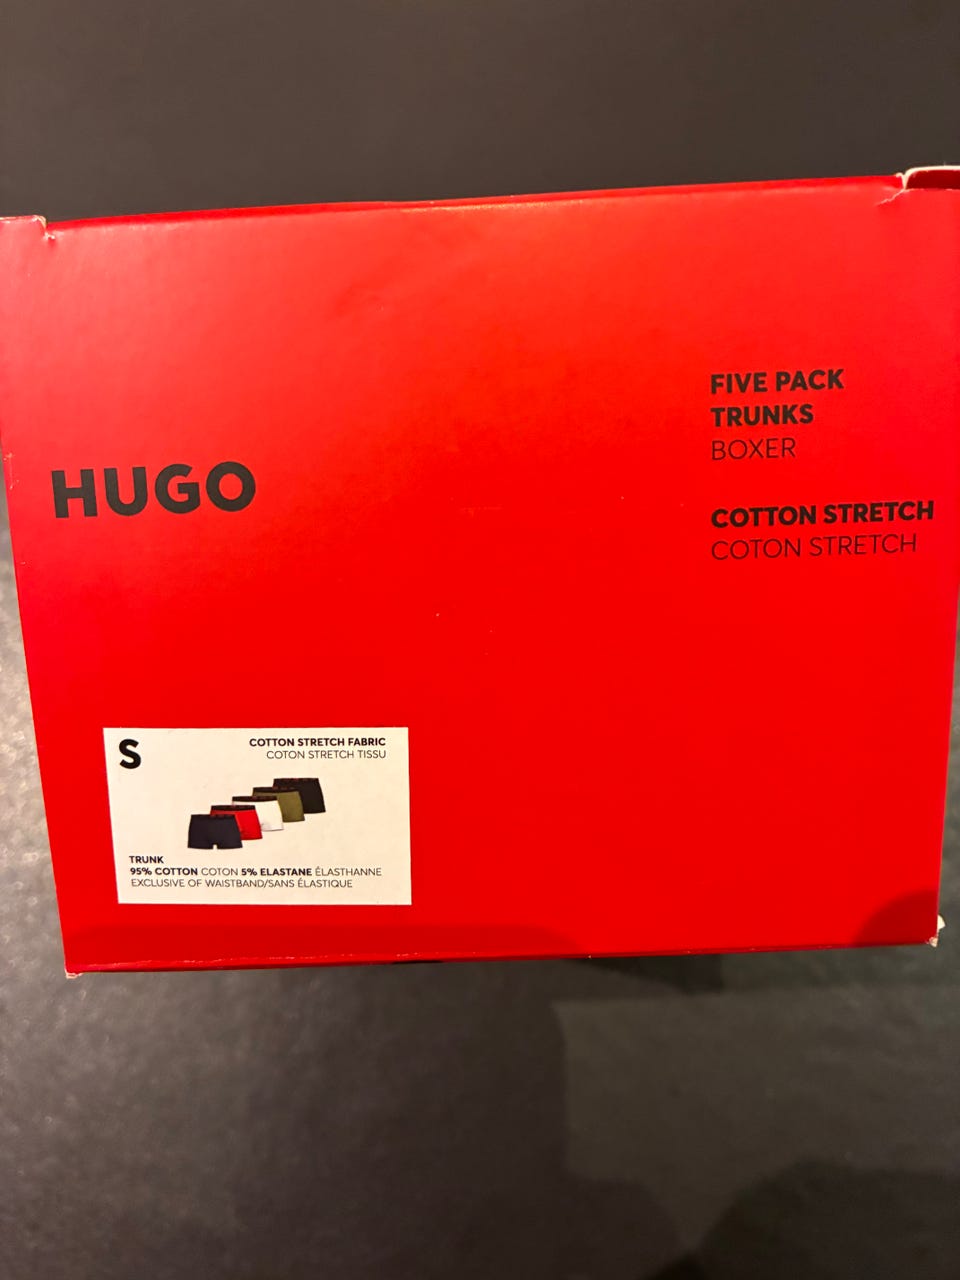 HUGO
FIVE PACK
TRUNKS
BOXER
COTTON STRETCH
COTON STRETCH
S
COTTON STRETCH FABRIC
COTON STRETCH TISSU
TRUNK
95% COTTON COTON 5% ELASTANE ÉLASTHANNE
EXCLUSIVE OF WAISTBAND/SANS ÉLASTIQUE